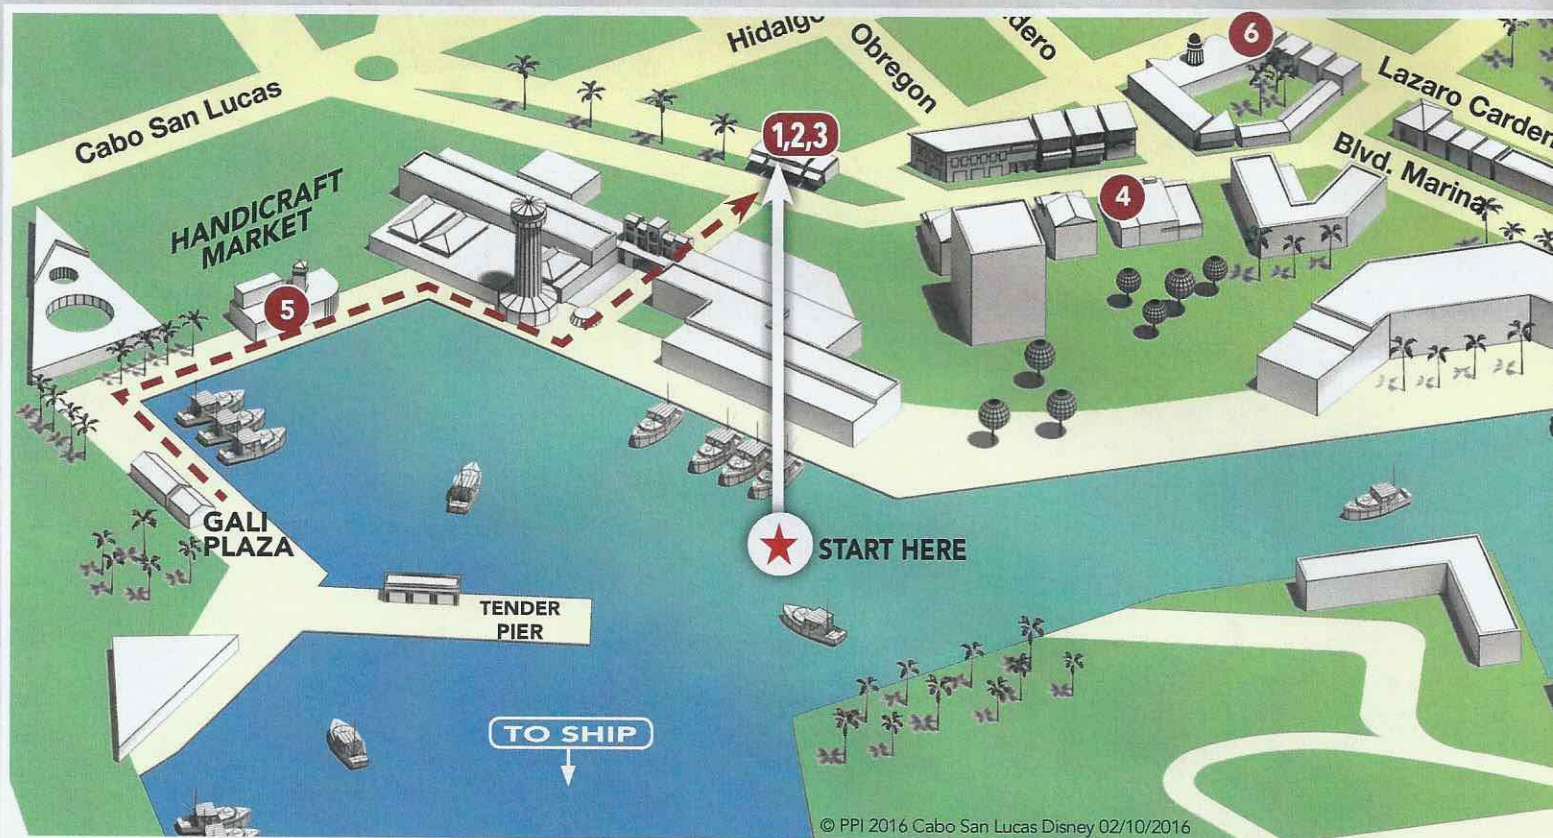 6
Hidalgo
Obregon
dero
Lazaro Carden
Cabo San Lucas
1,2,3
Blvd. Marina
4
HANDICRAFT
MARKET
5
GALI
PLAZA
START HERE
TENDER
PIER
TO SHIP
© PPI 2016 Cabo San Lucas Disney 02/10/2016